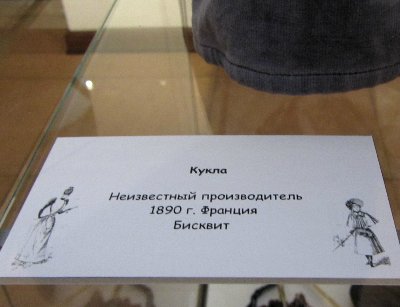 Кукла
Неизвестный производитель
1890 г. Франция
Бисквит